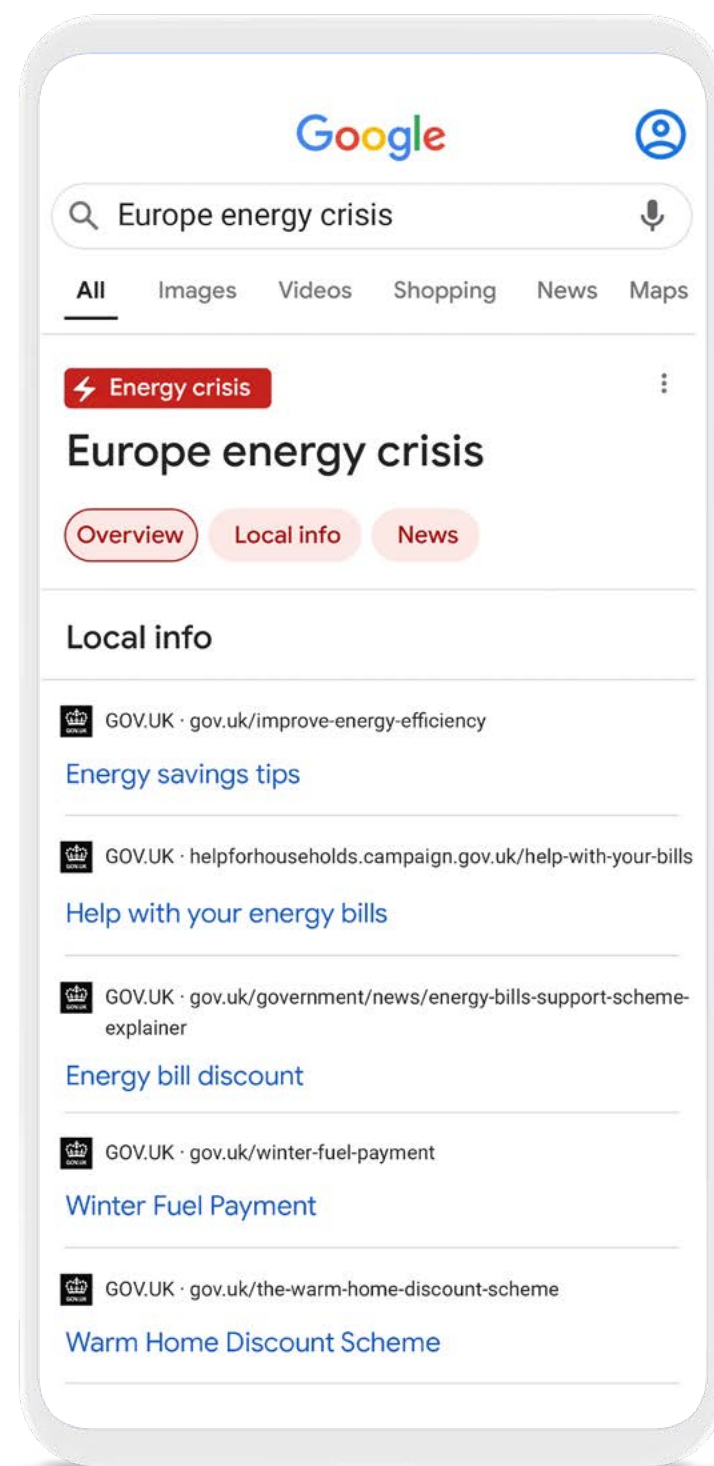 Google
Europe energy crisis
All Images Videos Shopping News Maps
Energy crisis
Europe energy crisis
Overview Local info News
Local info
GOV.UK · gov.uk/improve-energy-efficiency
Energy savings tips
GOV.UK · helpforhouseholds.campaign.gov.uk/help-with-your-bills
Help with your energy bills
GOV.UK · gov.uk/government/news/energy-bills-support-scheme-
explainer
Energy bill discount
GOV.UK · gov.uk/winter-fuel-payment
Winter Fuel Payment
GOV.UK · gov.uk/the-warm-home-discount-scheme
Warm Home Discount Scheme